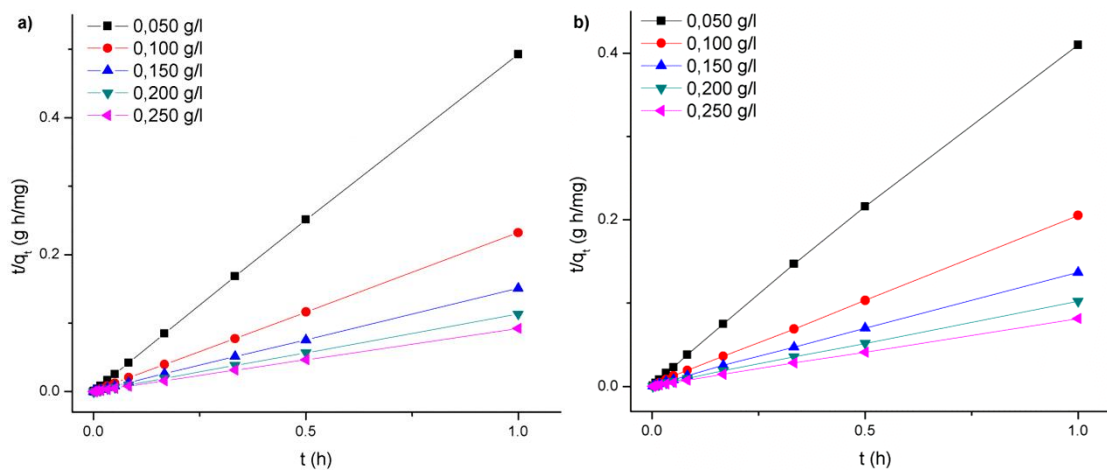 a)
0,050 g/l
0,100 g/l
0,150 g/l
0,200 g/l
0,250 g/l
0.4
0.2
0.0
t/qt (g h/mg)
0.0
0.5
1.0
t (h)
b)
0,050 g/l
0,100 g/l
0,150 g/l
0,200 g/l
0,250 g/l
0.4
0.2
0.0
t/qt (g h/mg)
0.0
0.5
1.0
t (h)